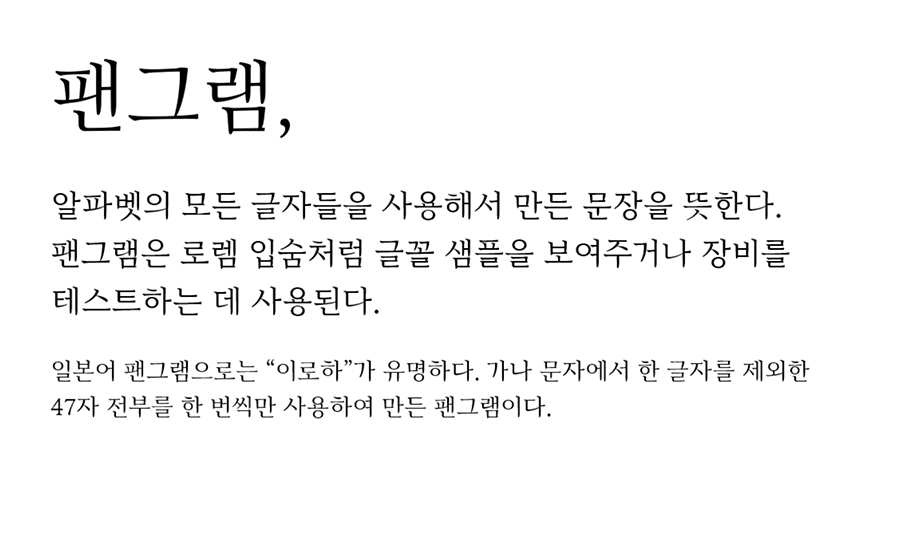 팬그램,
알파벳의 모든 글자들을 사용해서 만든 문장을 뜻한다.
팬그램은 로렘 입숨처럼 글꼴 샘플을 보여주거나 장비를
테스트하는 데 사용된다.
일본어 팬그램으로는 “이로하”가 유명하다. 가나 문자에서 한 글자를 제외한
47자 전부를 한 번씩만 사용하여 만든 팬그램이다.